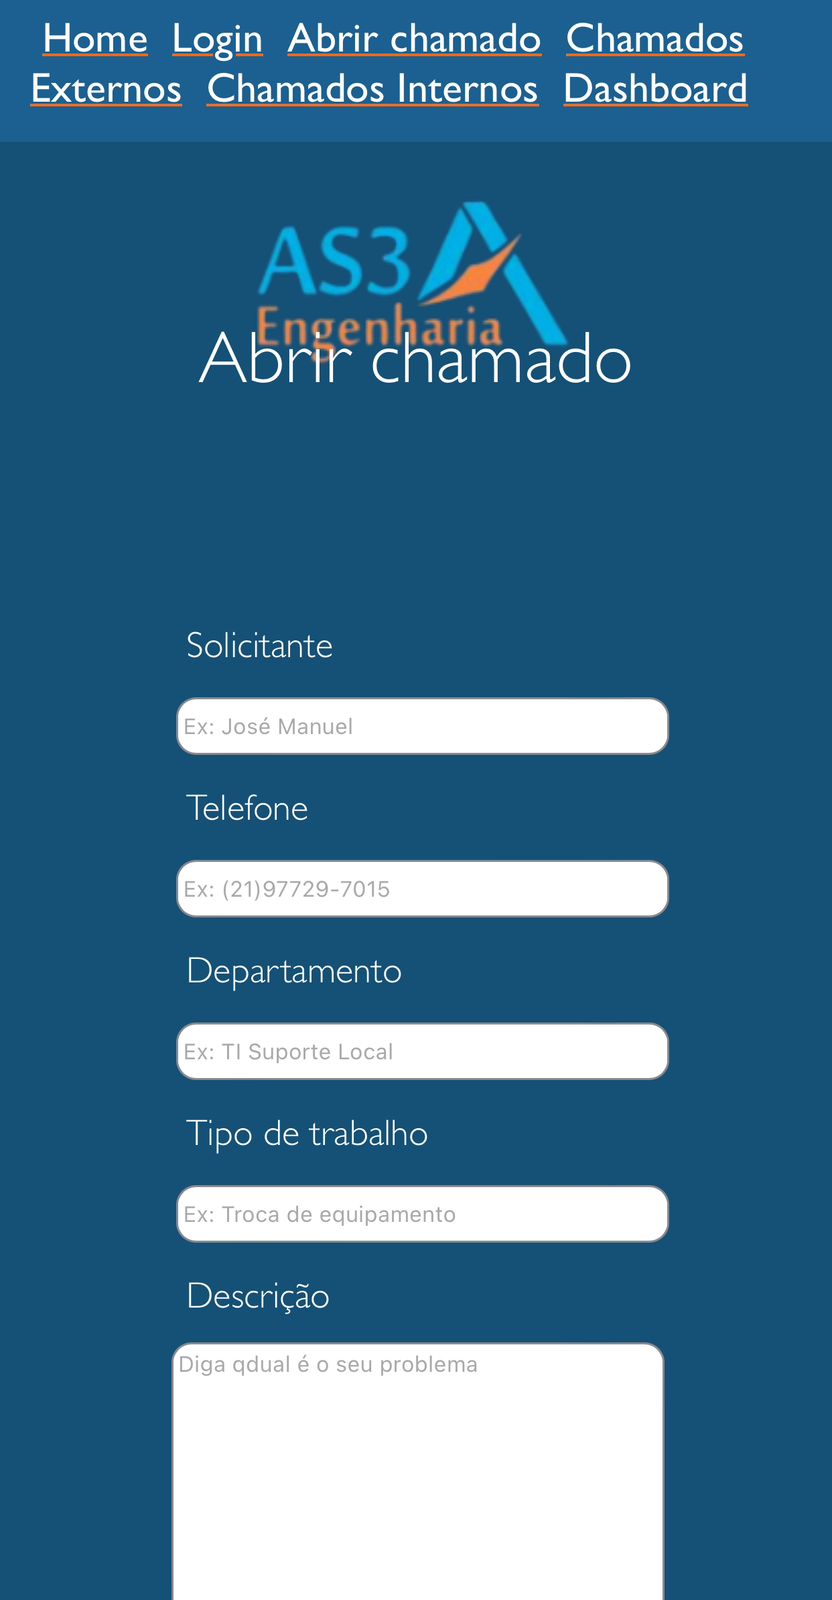 Home Login Abrir chamado Chamados
Externos Chamados Internos Dashboard
AS3
Engenharia
Abrir chamado
Solicitante
Ex: José Manuel
Telefone
Ex: (21)97729-7015
Departamento
Ex: TI Suporte Local
Tipo de trabalho
Ex: Troca de equipamento
Descrição
Diga qdual é o seu problema